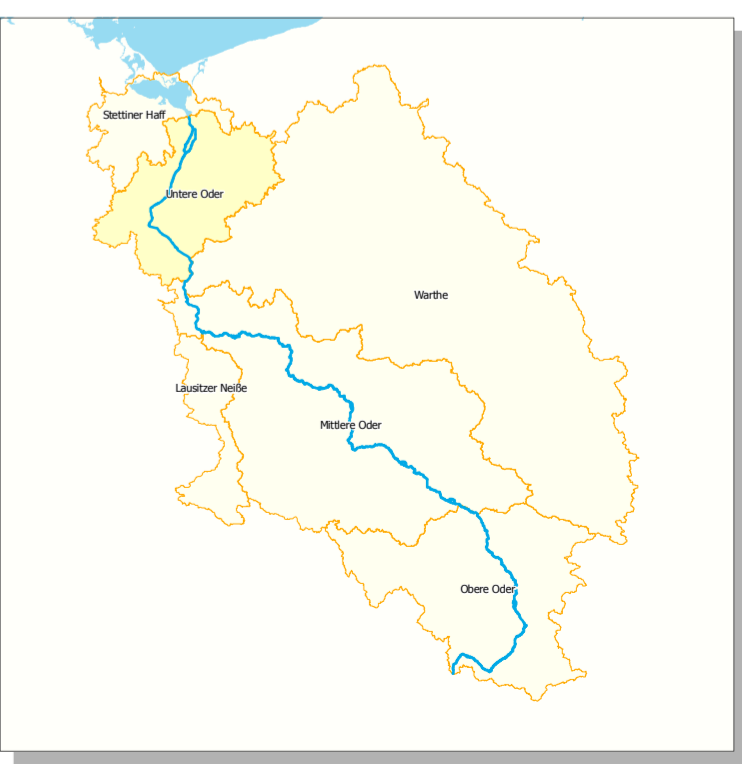 Stettiner Haff
Untere Oder
Warthe
Lausitzer Neiße
Mittlere Oder
Obere Oder